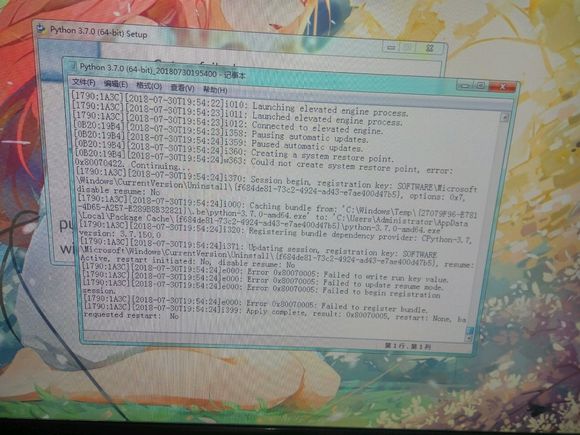 Python 3.7.0 (64-bit) Setup
Python 3.7.0 (64-bit)_20180730195400 - 记事本
文件(F) 编辑(E) 格式(O) 查看(V) 帮助(H)
[1790:1A3C][2018-07-30T19:54:22]i010: Launching elevated engine process.
[1790:1A3C][2018-07-30T19:54:23]i011: Launched elevated engine process.
[1790:1A3C][2018-07-30T19:54:23]i012: Connected to elevated engine.
[0B20:19B4][2018-07-30T19:54:24]i358: Pausing automatic updates.
[0B20:19B4][2018-07-30T19:54:24]i359: Paused automatic updates.
[0B20:19B4][2018-07-30T19:54:24]i360: Creating a system restore point.
[0B20:19B4][2018-07-30T19:54:24]w363: Could not create system restore point, error:
0x80070422. Continuing...
[1790:1A3C][2018-07-30T19:54:24]i370: Session begin, registration key: SOFTWARE\Microsoft
\Windows\CurrentVersion\Uninstall\{f684de81-73c2-4924-ad43-e7ae400d47b5}, options: 0x7,
disable resume: No
[1790:1A3C][2018-07-30T19:54:24]i000: Caching bundle from: 'C:\Windows\Temp\{27079F96-E781
-4D65-A257-E289B8B32821}\.be\python-3.7.0-amd64.exe' to: 'C:\Users\Administrator\AppData
\Local\Package Cache\{f684de81-73c2-4924-ad43-e7ae400d47b5}\python-3.7.0-amd64.exe
[1790:1A3C][2018-07-30T19:54:24]i320: Registering bundle dependency provider: CPython-3.7,
version: 3.7.150.0
[1790:1A3C][2018-07-30T19:54:24]i371: Updating session, registration key: SOFTWARE
\Microsoft\Windows\CurrentVersion\Uninstall\{f684de81-73c2-4924-ad43-e7ae400d47b5}, resume:
Active, restart initiated: No, disable resume: No
[1790:1A3C][2018-07-30T19:54:24]e000: Error 0x80070005: Failed to write run key value.
[1790:1A3C][2018-07-30T19:54:24]e000: Error 0x80070005: Failed to update resume mode.
[1790:1A3C][2018-07-30T19:54:24]e000: Error 0x80070005: Failed to begin registration
session.
[1790:1A3C][2018-07-30T19:54:24]e000: Error 0x80070005: Failed to register bundle.
[1790:1A3C][2018-07-30T19:54:24]i399: Apply complete, result: 0x80070005, restart: None, ba
requested restart: No
第 1 行，第 1 列